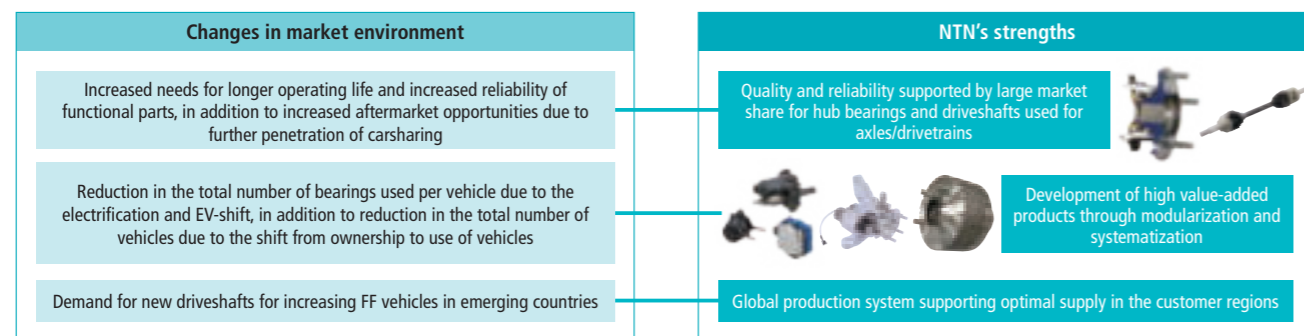 Changes in market environment
Increased needs for longer operating life and increased reliability of
functional parts, in addition to increased aftermarket opportunities due to
further penetration of carsharing
Reduction in the total number of bearings used per vehicle due to the
electrification and EV-shift, in addition to reduction in the total number of
vehicles due to the shift from ownership to use of vehicles
Demand for new driveshafts for increasing FF vehicles in emerging countries
NTN's strengths
Quality and reliability supported by large market
share for hub bearings and driveshafts used for
axles/drivetrains
Development of high value-added
products through modularization and
systematization
Global production system supporting optimal supply in the customer regions